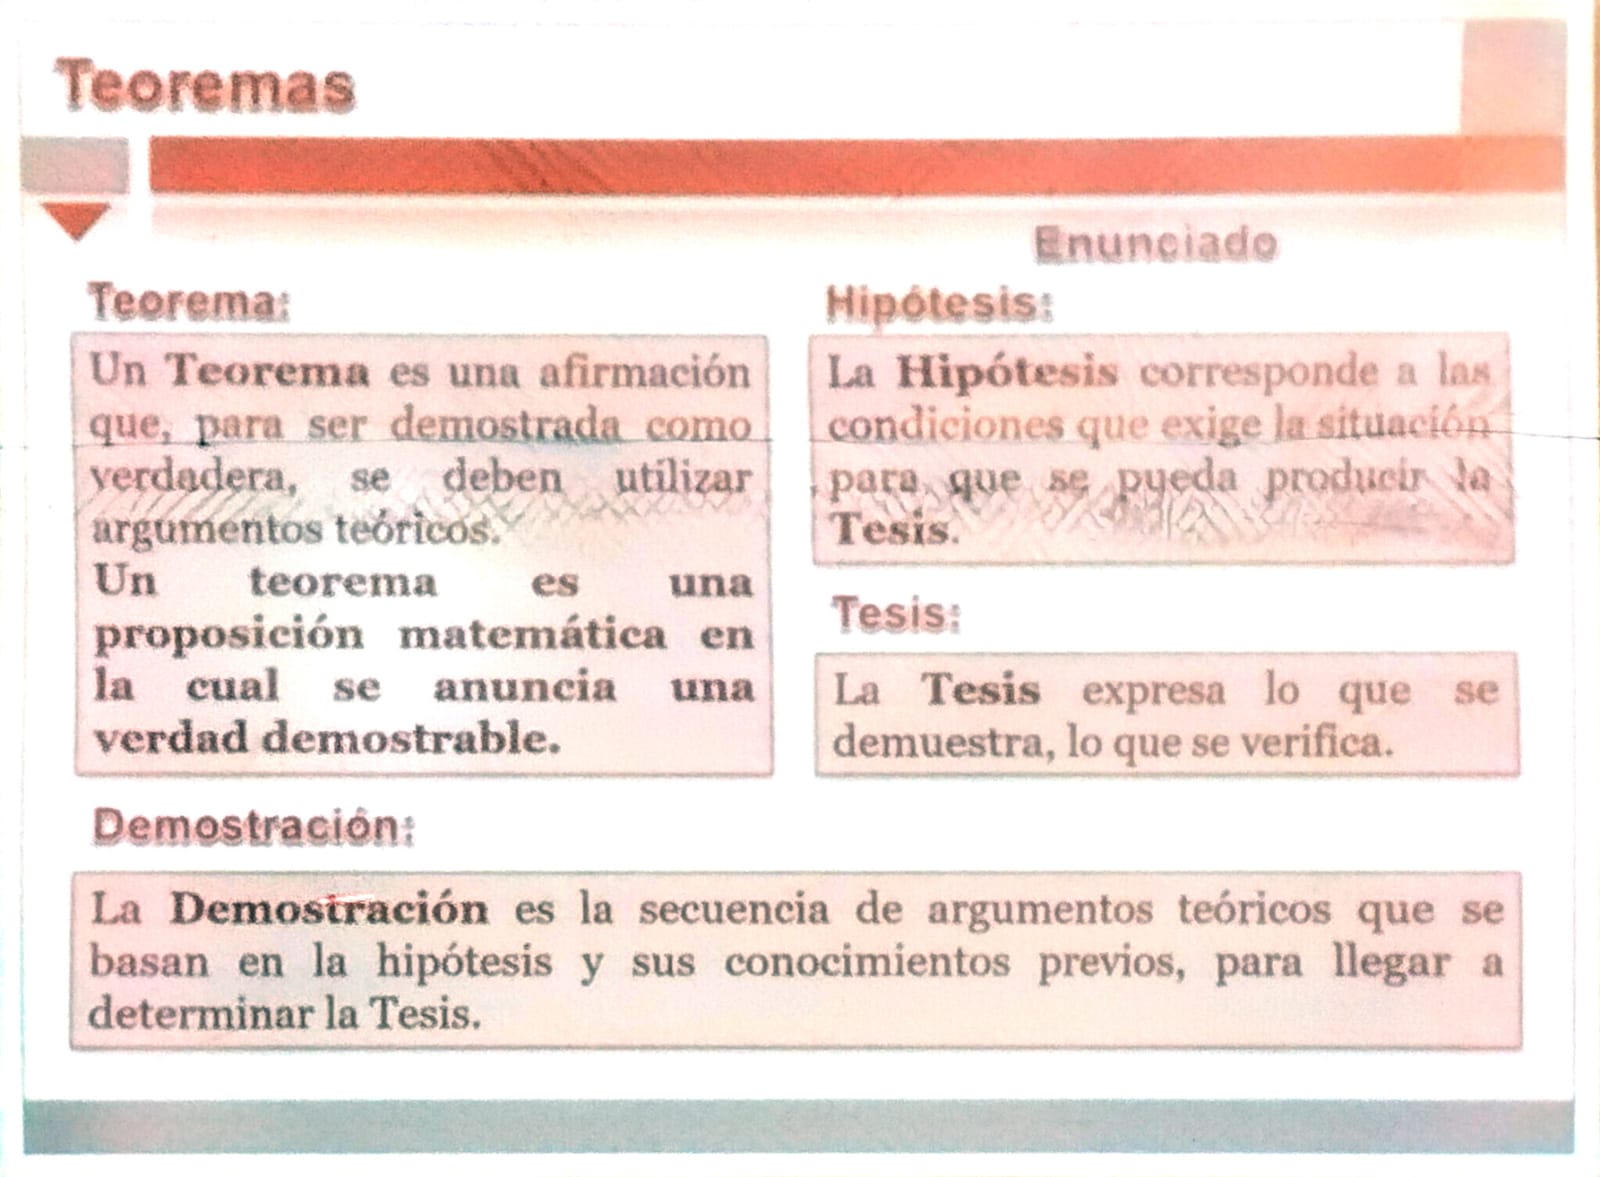 Teoremas
Enunciado
Teorema:
Un Teorema es una afirmación
que, para ser demostrada como
verdadera, se deben utilizar
argumentos teóricos.
Un teorema es una
proposición matemática en
la cual se anuncia una
verdad demostrable.
Hipótesis:
La Hipótesis corresponde a las
condiciones que exige la situación
para que se pueda producir la
Tesis.
Tesis:
La Tesis expresa lo que se
demuestra, lo que se verifica.
Demostración:
La Demostración es la secuencia de argumentos teóricos que se
basan en la hipótesis y sus conocimientos previos, para llegar a
determinar la Tesis.